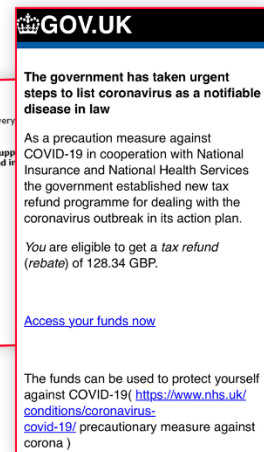 GOV.UK
The government has taken urgent
steps to list coronavirus as a notifiable
disease in law
As a precaution measure against
COVID-19 in cooperation with National
Insurance and National Health Services
the government established new tax
refund programme for dealing with the
coronavirus outbreak in its action plan.
You are eligible to get a tax refund
(rebate) of 128.34 GBP.
Access your funds now
The funds can be used to protect yourself
against COVID-19( https://www.nhs.uk/
conditions/coronavirus-
covid-19/ precautionary measure against
corona )